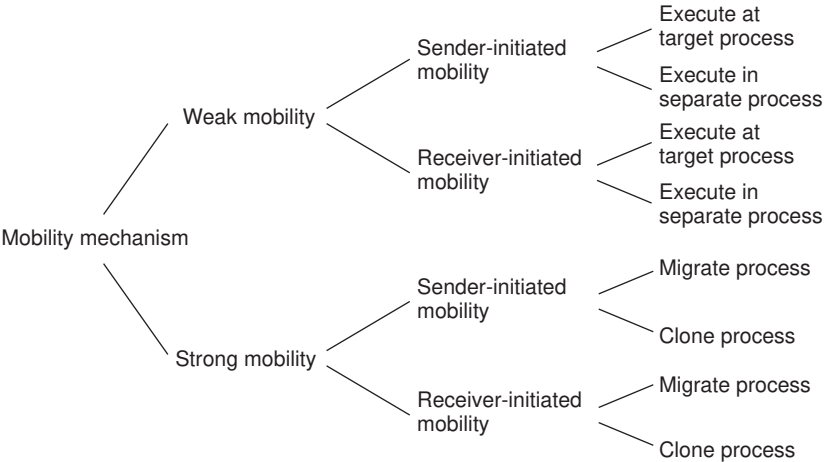 Execute at
target process
Sender-initiated
mobility
Execute in
separate process
Weak mobility
Execute at
target process
Receiver-initiated
mobility
Execute in
separate process
Mobility mechanism
Migrate process
Sender-initiated
mobility
Clone process
Strong mobility
Migrate process
Receiver-initiated
mobility
Clone process